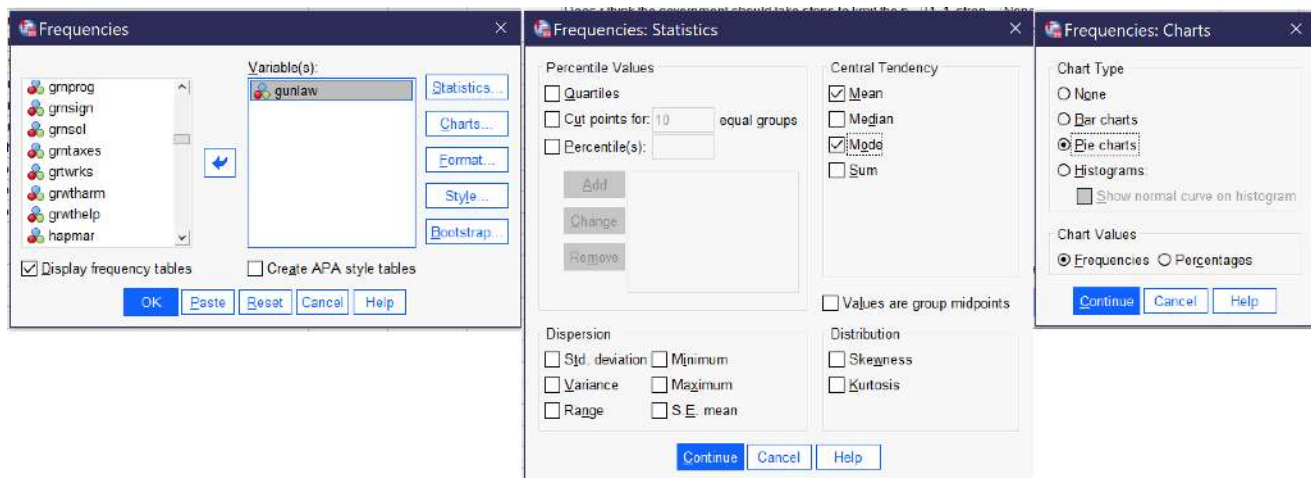 Frequencies
Variable(s):
grnprog
grnsign
grnsol
grntaxes
grtwrks
grwtharm
grwthelp
hapmar
gunlaw
Statistics...
Charts...
Format...
Style...
Bootstrap...
Display frequency tables
Create APA style tables
OK
Paste
Reset
Cancel
Help
Frequencies: Statistics
Percentile Values
Quartiles
Cut points for: 10 equal groups
Percentile(s):
Add
Change
Remove
Central Tendency
Mean
Median
Mode
Sum
Values are group midpoints
Dispersion
Std. deviation
Minimum
Variance
Maximum
Range
S.E. mean
Distribution
Skewness
Kurtosis
Continue
Cancel
Help
Frequencies: Charts
Chart Type
None
Bar charts
Pie charts
Histograms:
Show normal curve on histogram
Chart Values
Frequencies
Percentages
Continue
Cancel
Help